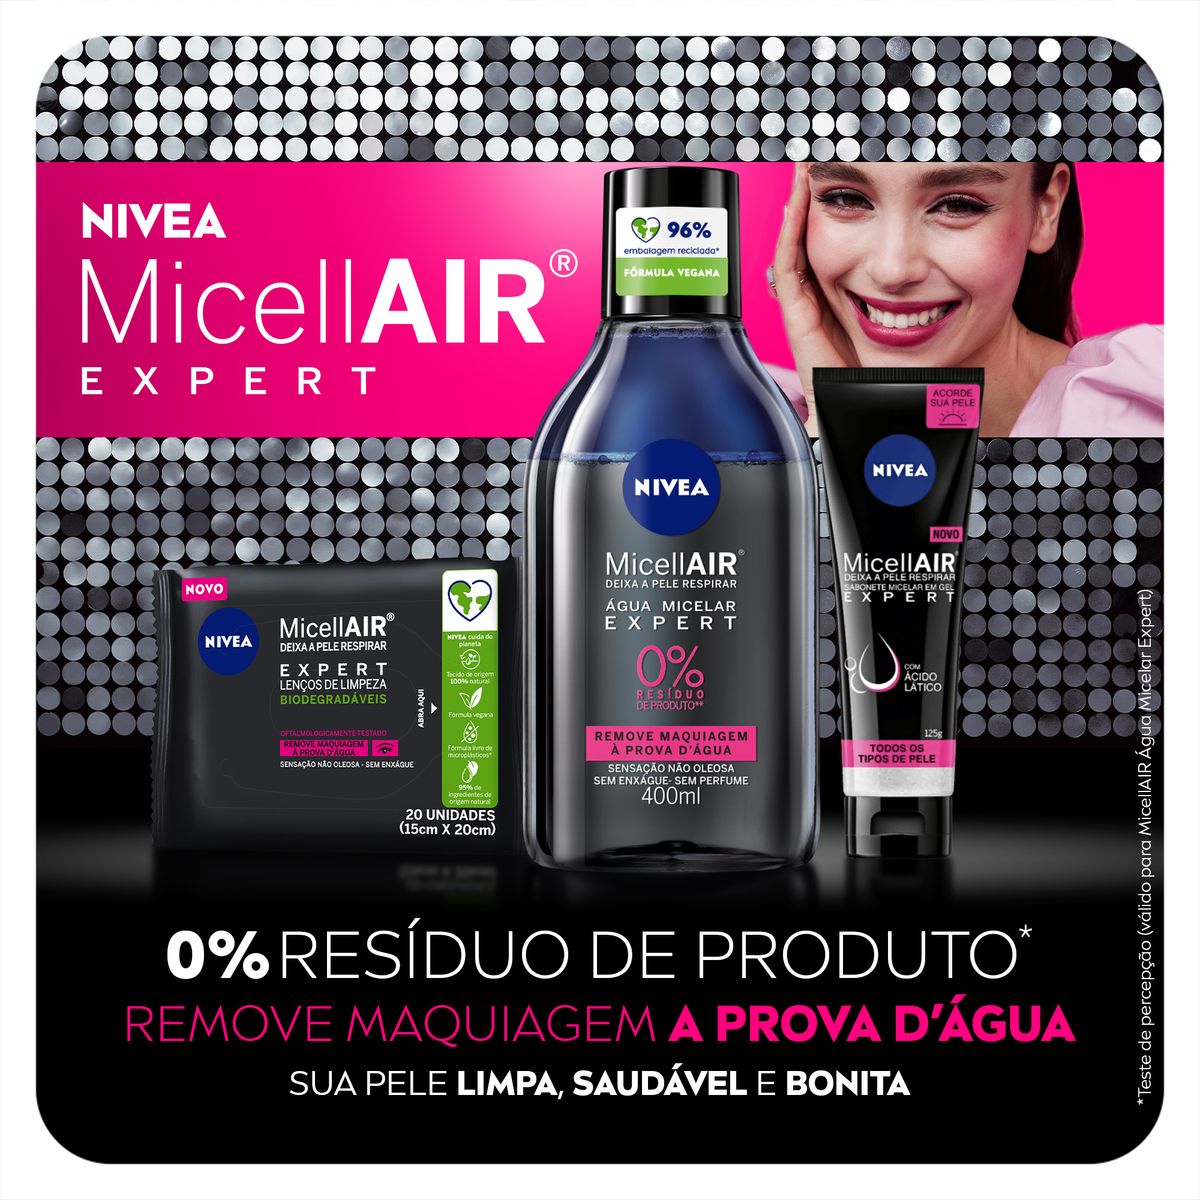 NIVEA
MicellAIR®
EXPERT
96%
embalagem reciclada*
FÓRMULA VEGANA
NIVEA
MicellAIR®
DEIXA A PELE RESPIRAR
ÁGUA MICELAR
EXPERT
0%
RESÍDUO
DE PRODUTO**
REMOVE MAQUIAGEM
À PROVA D'ÁGUA
SENSAÇÃO NÃO OLEOSA
SEM ENXÁGUE- SEM PERFUME
400ml
ACORDE
SUA PELE
NIVEA
NOVO
MicellAIR®
DEIXA A PELE RESPIRAR
SABONETE MICELAR EM GEL
EXPERT
COM
ÁCIDO
LÁTICO
125g
TODOS OS
TIPOS DE PELE
NOVO
NIVEA
MicellAIR®
DEIXA A PELE RESPIRAR
EXPERT
LENÇOS DE LIMPEZA
BIODEGRADÁVEIS
OFTALMOLOGICAMENTE TESTADO
REMOVE MAQUIAGEM
À PROVA D'ÁGUA
SENSAÇÃO NÃO OLEOSA - SEM ENXÁGUE
ABRA AQUI
NIVEA cuida do
planeta
Tecido de origem
100% natural
Fórmula vegana
Fórmula livre de
microplásticos*
95% de
ingredientes de
origem natural
20 UNIDADES
(15cm X 20cm)
0% RESÍDUO DE PRODUTO*
REMOVE MAQUIAGEM A PROVA D'ÁGUA
SUA PELE LIMPA, SAUDÁVEL E BONITA
*Teste de percepção (válido para MicellAIR Água Micelar Expert)